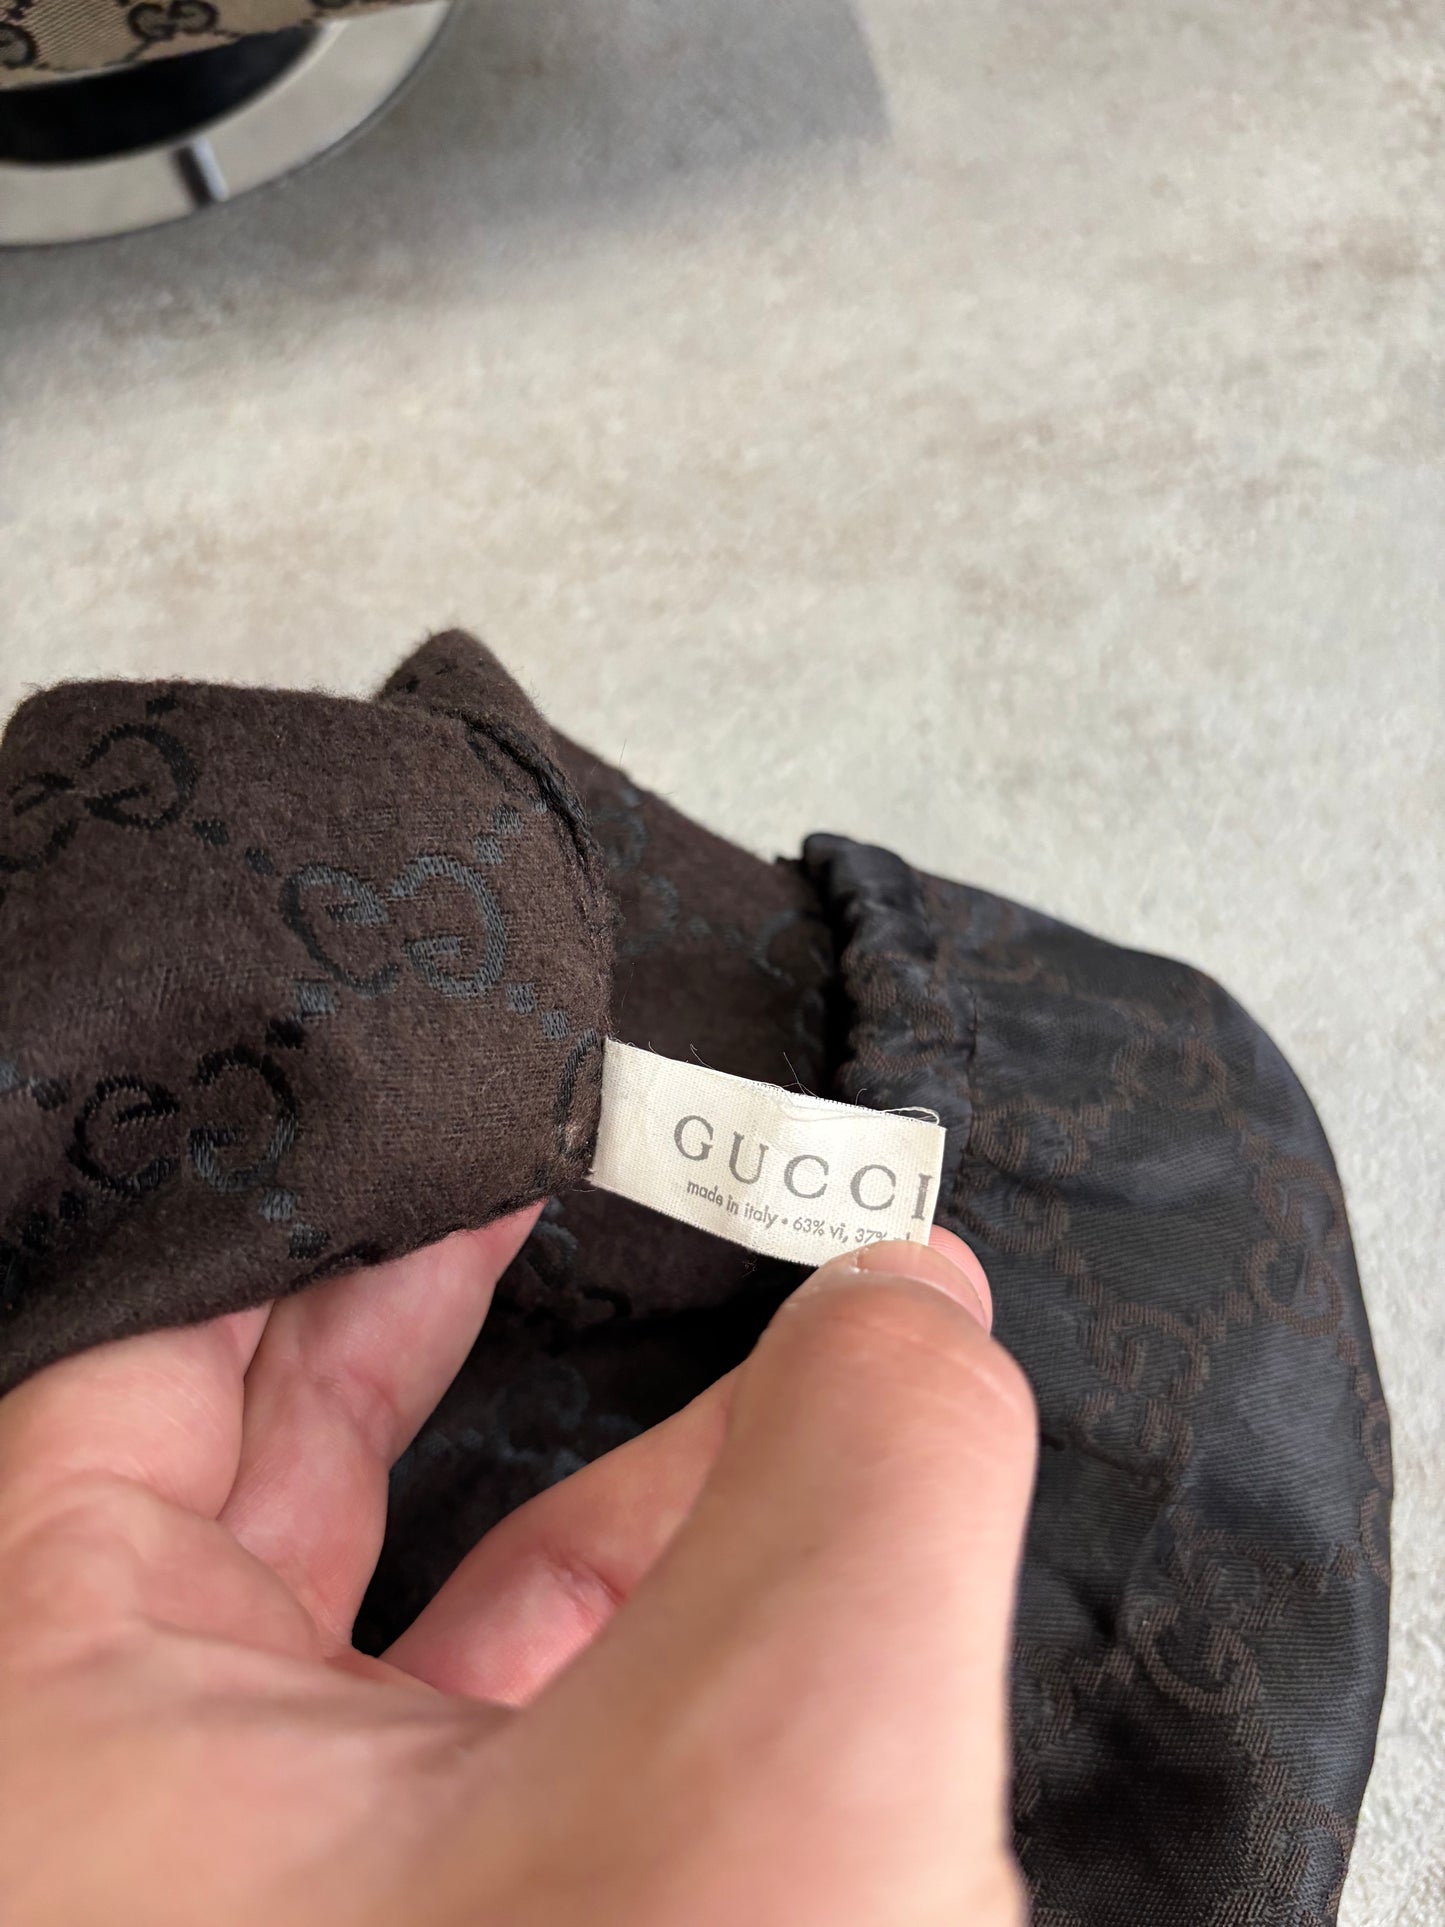 GUCCI
made in italy • 63% vi, 37%